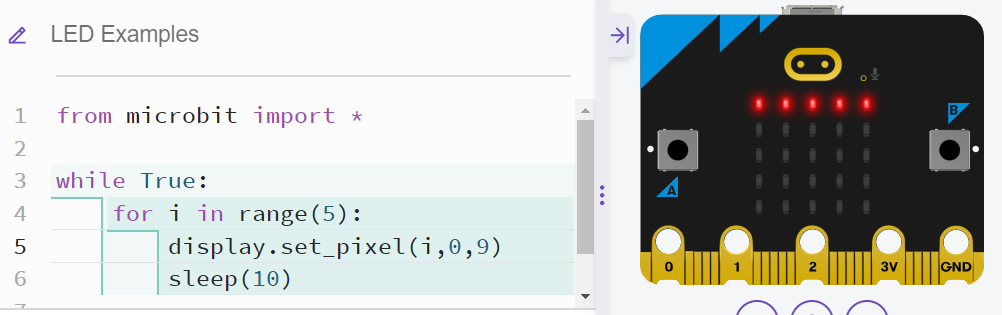 LED Examples
1 from microbit import *
2
3 while True:
4 for i in range(5):
5 display.set_pixel(i,0,9)
6 sleep(10)
B
A
0 1 2 3V GND